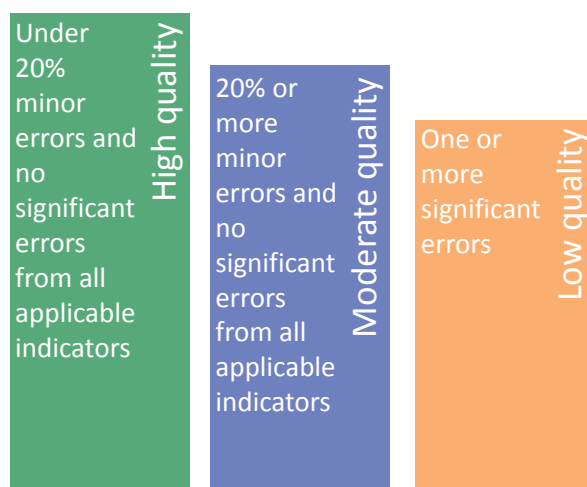 Under
20%
minor
errors and
no
significant
errors
from all
applicable
indicators
High quality
20% or
more
minor
errors and
no
significant
errors
from all
applicable
indicators
Moderate quality
One or
more
significant
errors
Low quality